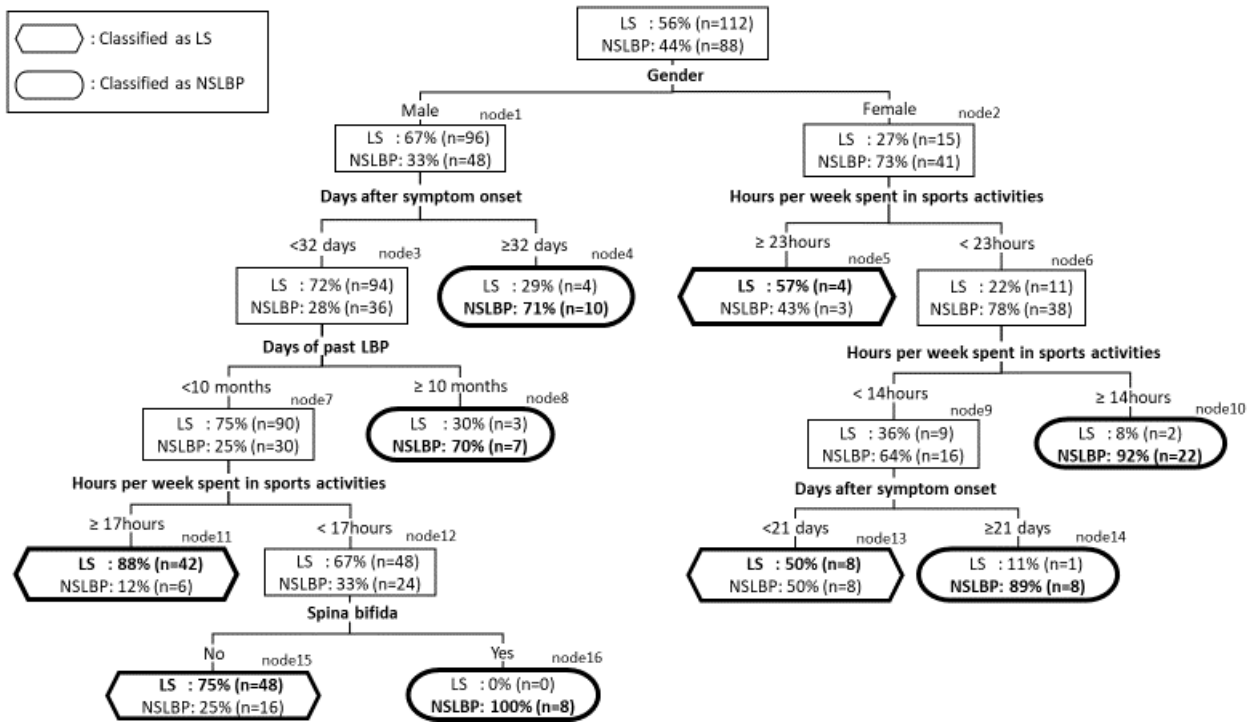 : Classified as LS
: Classified as NSLBP
LS : 56% (n=112)
NSLBP: 44% (n=88)
Gender
Male
node1
LS : 67% (n=96)
NSLBP: 33% (n=48)
Female
node2
LS : 27% (n=15)
NSLBP: 73% (n=41)
Days after symptom onset
Hours per week spent in sports activities
<32 days
node3
LS : 72% (n=94)
NSLBP: 28% (n=36)
≥32 days
node4
LS : 29% (n=4)
NSLBP: 71% (n=10)
≥ 23hours
node5
LS : 57% (n=4)
NSLBP: 43% (n=3)
< 23hours
node6
LS : 22% (n=11)
NSLBP: 78% (n=38)
Days of past LBP
Hours per week spent in sports activities
<10 months
node7
LS : 75% (n=90)
NSLBP: 25% (n=30)
≥ 10 months
node8
LS : 30% (n=3)
NSLBP: 70% (n=7)
< 14hours
node9
LS : 36% (n=9)
NSLBP: 64% (n=16)
≥ 14hours
node10
LS : 8% (n=2)
NSLBP: 92% (n=22)
Hours per week spent in sports activities
Days after symptom onset
≥ 17hours
node11
LS : 88% (n=42)
NSLBP: 12% (n=6)
< 17hours
node12
LS : 67% (n=48)
NSLBP: 33% (n=24)
<21 days
node13
LS : 50% (n=8)
NSLBP: 50% (n=8)
≥21 days
node14
LS : 11% (n=1)
NSLBP: 89% (n=8)
Spina bifida
No
node15
LS : 75% (n=48)
NSLBP: 25% (n=16)
Yes
node16
LS : 0% (n=0)
NSLBP: 100% (n=8)